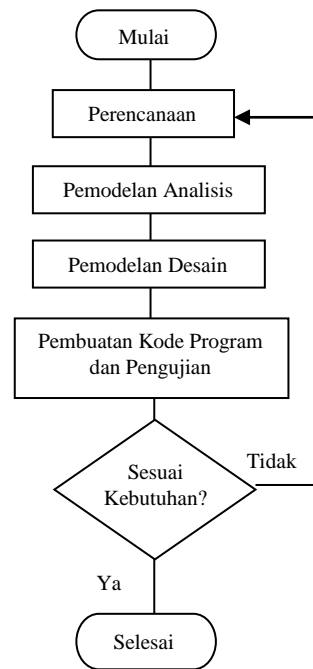 Mulai
Perencanaan
Pemodelan Analisis
Pemodelan Desain
Pembuatan Kode Program
dan Pengujian
Sesuai
Kebutuhan?
Tidak
Ya
Selesai